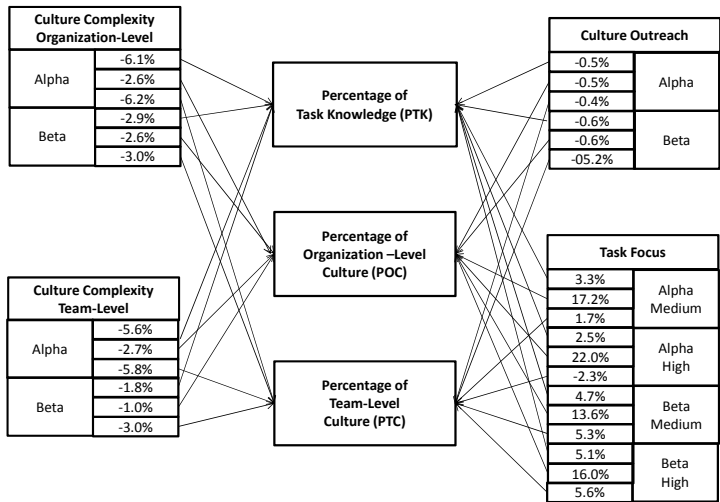 Culture Complexity
Organization-Level
Alpha
-6.1%
-2.6%
-6.2%
Beta
-2.9%
-2.6%
-3.0%
Culture Complexity
Team-Level
Alpha
-5.6%
-2.7%
-5.8%
Beta
-1.8%
-1.0%
-3.0%
Percentage of
Task Knowledge (PTK)
Percentage of
Organization –Level
Culture (POC)
Percentage of
Team-Level
Culture (PTC)
Culture Outreach
-0.5%
-0.5%
-0.4%
Alpha
-0.6%
-0.6%
-05.2%
Beta
Task Focus
3.3%
17.2%
1.7%
Alpha
Medium
2.5%
22.0%
-2.3%
Alpha
High
4.7%
13.6%
5.3%
Beta
Medium
5.1%
16.0%
5.6%
Beta
High